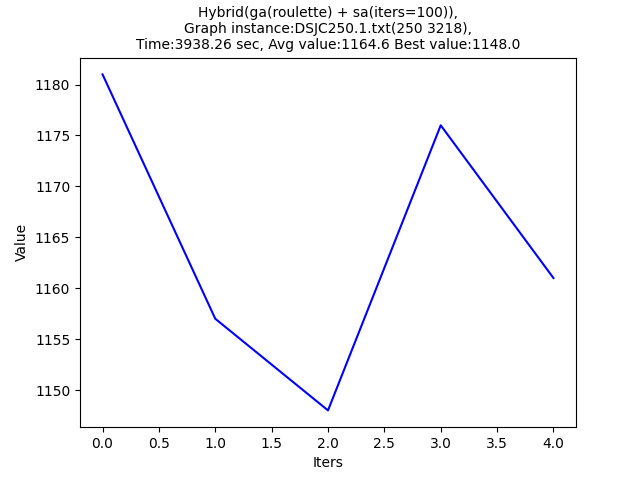 Hybrid(ga(roulette) + sa(iters=100)),
Graph instance:DSJC250.1.txt(250 3218),
Time:3938.26 sec, Avg value:1164.6 Best value:1148.0
1180
1175
1170
1165
1160
1155
1150
Value
0.0 0.5 1.0 1.5 2.0 2.5 3.0 3.5 4.0
Iters